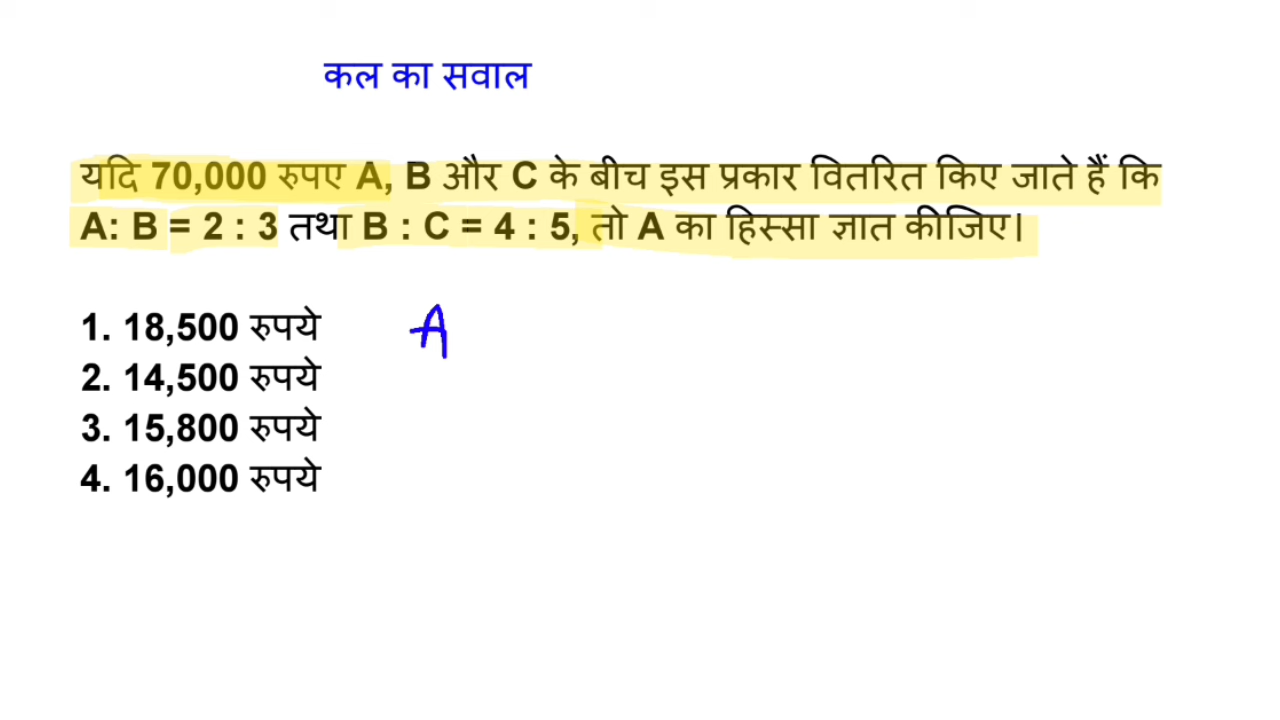 कल का सवाल
यदि 70,000 रुपए A, B और C के बीच इस प्रकार वितरित किए जाते हैं कि
A: B = 2 : 3 तथा B : C = 4 : 5, तो A का हिस्सा ज्ञात कीजिए।
1. 18,500 रुपये A
2. 14,500 रुपये
3. 15,800 रुपये
4. 16,000 रुपये